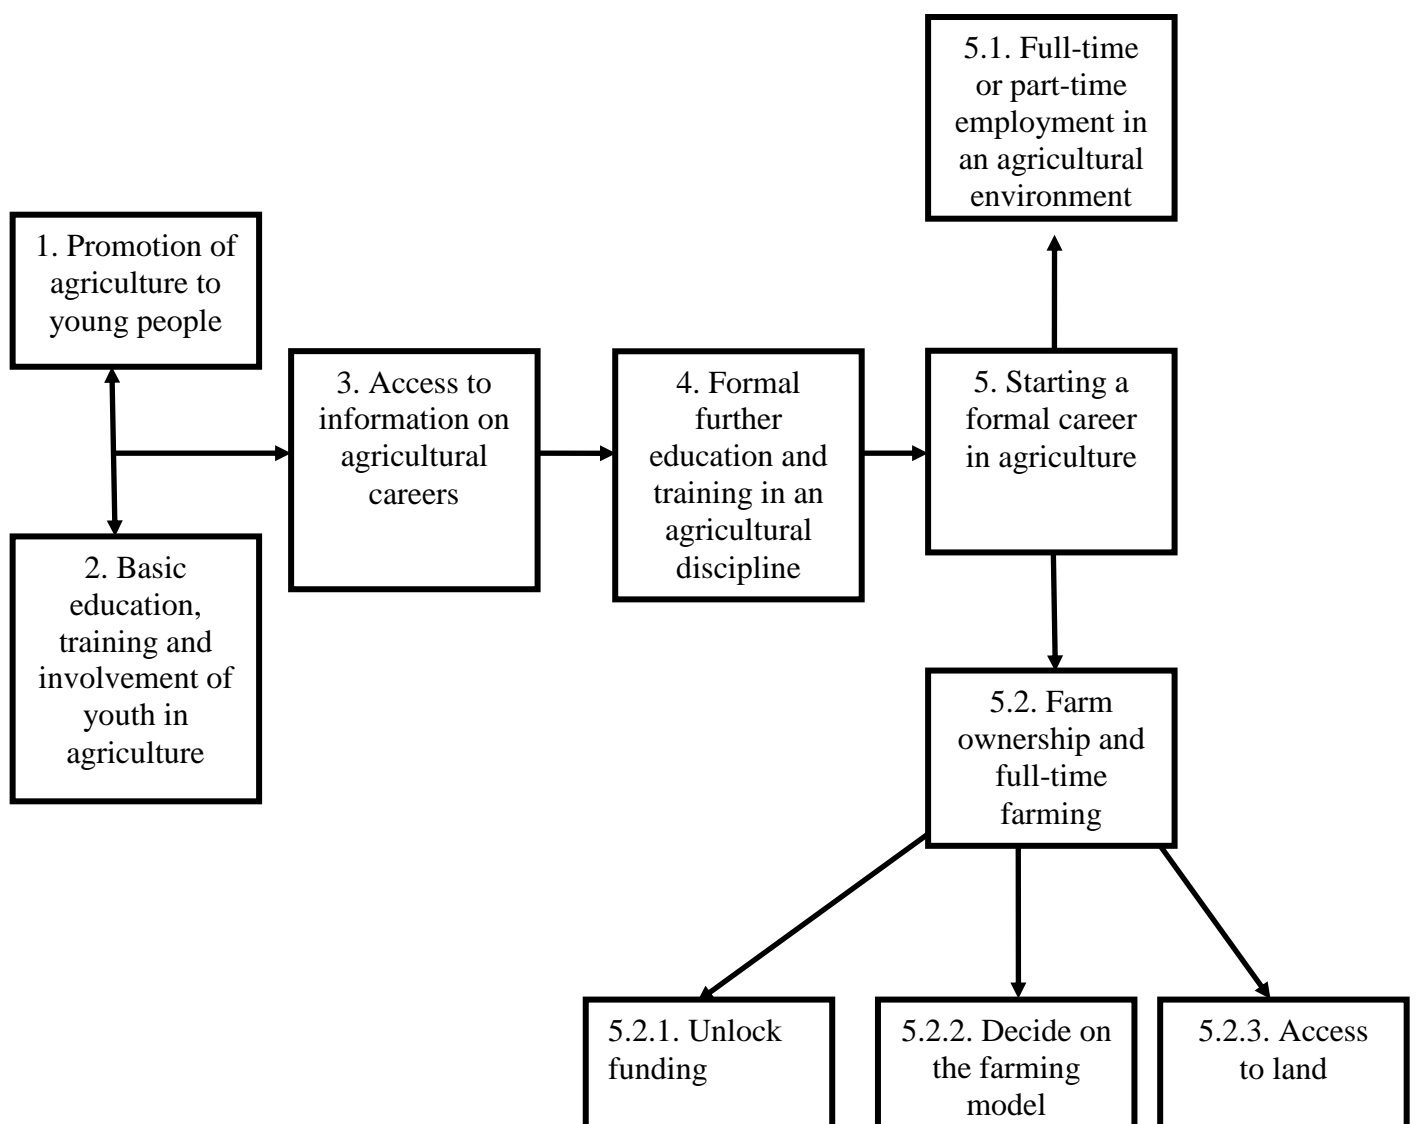 5.1. Full-time
or part-time
employment in
an agricultural
environment
1. Promotion of
agriculture to
young people
3. Access to
information on
agricultural
careers
4. Formal
further
education and
training in an
agricultural
discipline
5. Starting a
formal career
in agriculture
2. Basic
education,
training and
involvement of
youth in
agriculture
5.2. Farm
ownership and
full-time
farming
5.2.1. Unlock
funding
5.2.2. Decide on
the farming
model
5.2.3. Access
to land